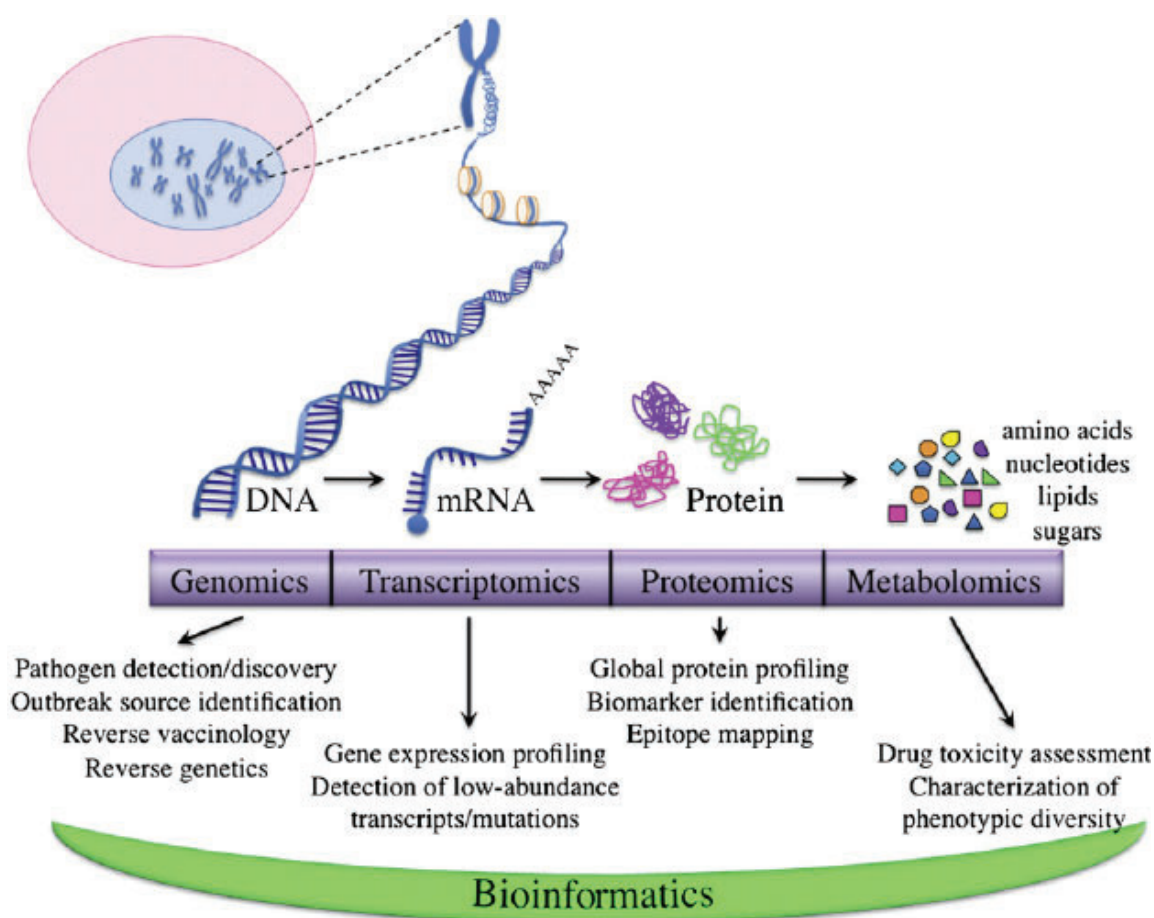 AAAAA
DNA
mRNA
Protein
amino acids
nucleotides
lipids
sugars
Genomics
Transcriptomics
Proteomics
Metabolomics
Pathogen detection/discovery
Outbreak source identification
Reverse vaccinology
Reverse genetics
Gene expression profiling
Detection of low-abundance
transcripts/mutations
Global protein profiling
Biomarker identification
Epitope mapping
Drug toxicity assessment
Characterization of
phenotypic diversity
Bioinformatics